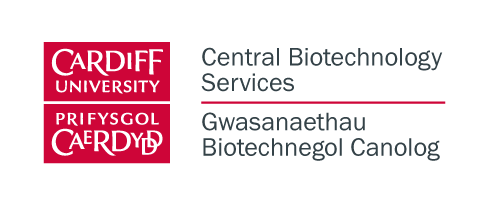 CARDIFF
UNIVERSITY
PRIFYSGOL
CAERDYDD
Central Biotechnology
Services
Gwasanaethau
Biotechnegol Canolog